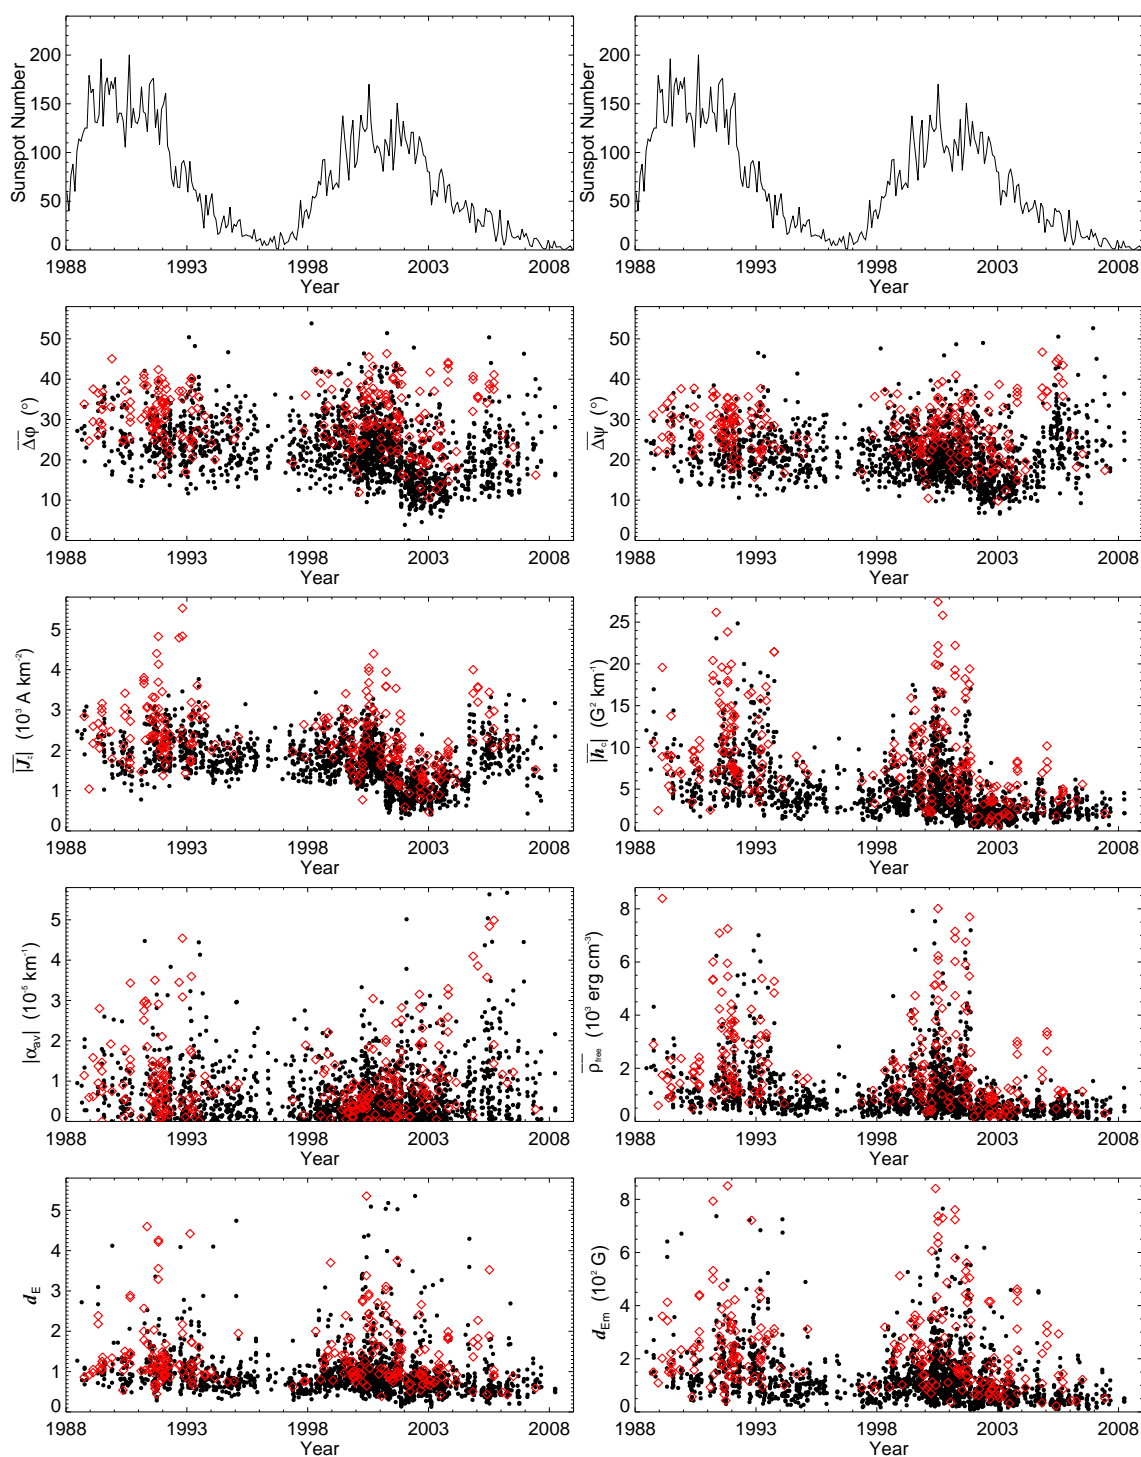 200
150
100
50
0
Sunspot Number
1988 1993 1998 2003 2008
Year
200
150
100
50
0
Sunspot Number
1988 1993 1998 2003 2008
Year
50
40
30
20
10
0
Δφ (°)
1988 1993 1998 2003 2008
Year
50
40
30
20
10
0
Δψ (°)
1988 1993 1998 2003 2008
Year
5
4
3
2
1
0
|J_z| (10³ A km⁻²)
1988 1993 1998 2003 2008
Year
25
20
15
10
5
0
|h_c| (G² km⁻¹)
1988 1993 1998 2003 2008
Year
5
4
3
2
1
0
|α_av| (10⁻⁵ km⁻¹)
1988 1993 1998 2003 2008
Year
8
6
4
2
0
ρ_free (10³ erg cm⁻³)
1988 1993 1998 2003 2008
Year
5
4
3
2
1
0
d_E
1988 1993 1998 2003 2008
Year
8
6
4
2
0
d_Em (10² G)
1988 1993 1998 2003 2008
Year